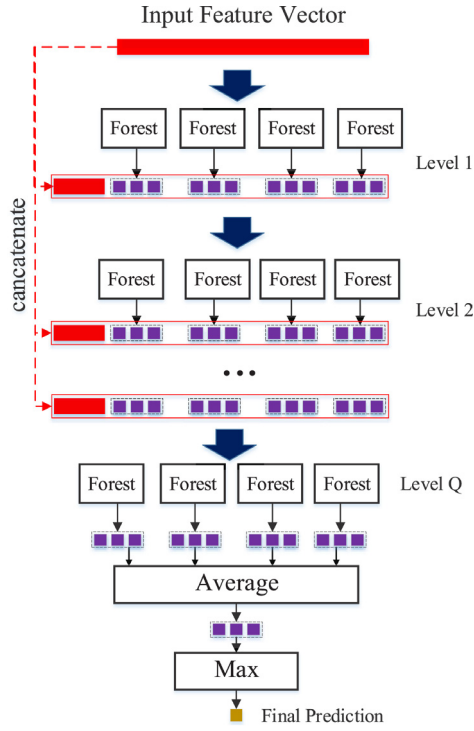 Input Feature Vector
Forest Forest Forest Forest
Level 1
cancatenate
Forest Forest Forest Forest
Level 2
...
Forest Forest Forest Forest
Level Q
Average
Max
Final Prediction